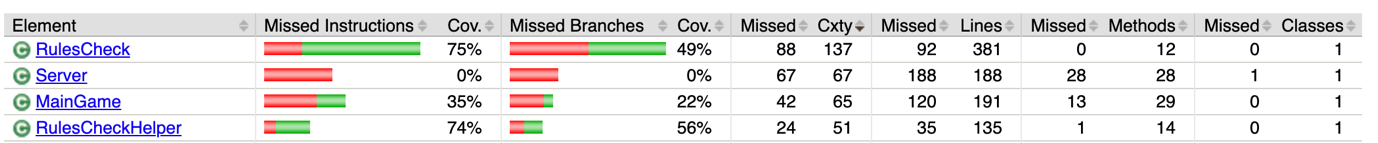 Element Missed Instructions Cov. Missed Branches Cov. Missed Cxty Missed Lines Missed Methods Missed Classes
C RulesCheck 75% 49% 88 137 92 381 0 12 0 1
C Server 0% 0% 67 67 188 188 28 28 1 1
C MainGame 35% 22% 42 65 120 191 13 29 0 1
C RulesCheckHelper 74% 56% 24 51 35 135 1 14 0 1